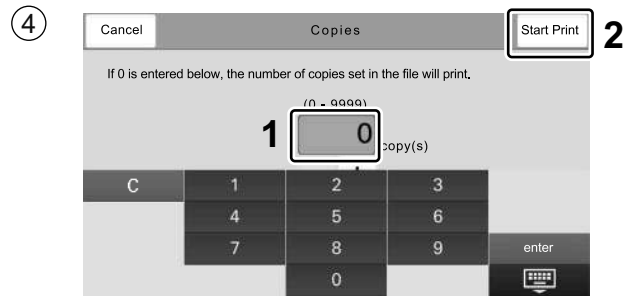 4
Cancel Copies Start Print 2
If 0 is entered below, the number of copies set in the file will print.
(0 - 9999)
1 0 copy(s)
C 1 2 3
4 5 6
7 8 9 enter
0